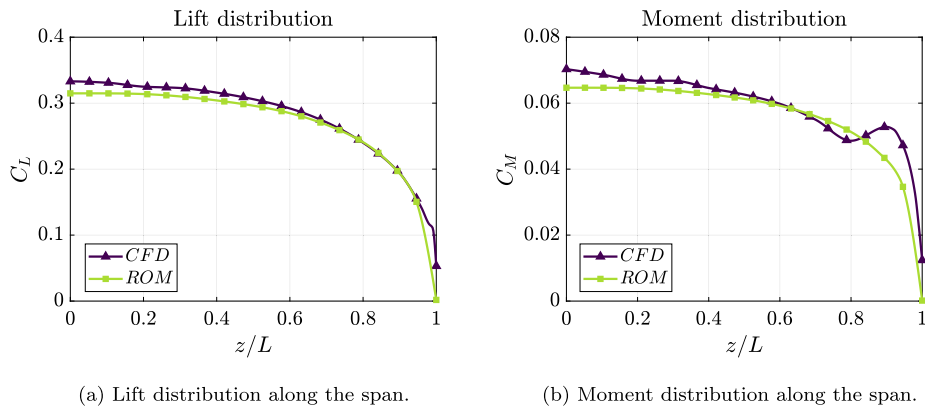 Lift distribution
0.4
0.3
0.2
0.1
0
C_L
CFD
ROM
0 0.2 0.4 0.6 0.8 1
z/L
(a) Lift distribution along the span.
Moment distribution
0.08
0.06
0.04
0.02
0
C_M
CFD
ROM
0 0.2 0.4 0.6 0.8 1
z/L
(b) Moment distribution along the span.